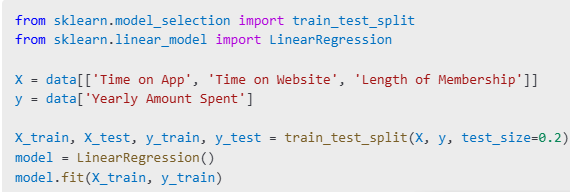 from sklearn.model_selection import train_test_split
from sklearn.linear_model import LinearRegression
X = data[['Time on App', 'Time on Website', 'Length of Membership']]
y = data['Yearly Amount Spent']
X_train, X_test, y_train, y_test = train_test_split(X, y, test_size=0.2)
model = LinearRegression()
model.fit(X_train, y_train)